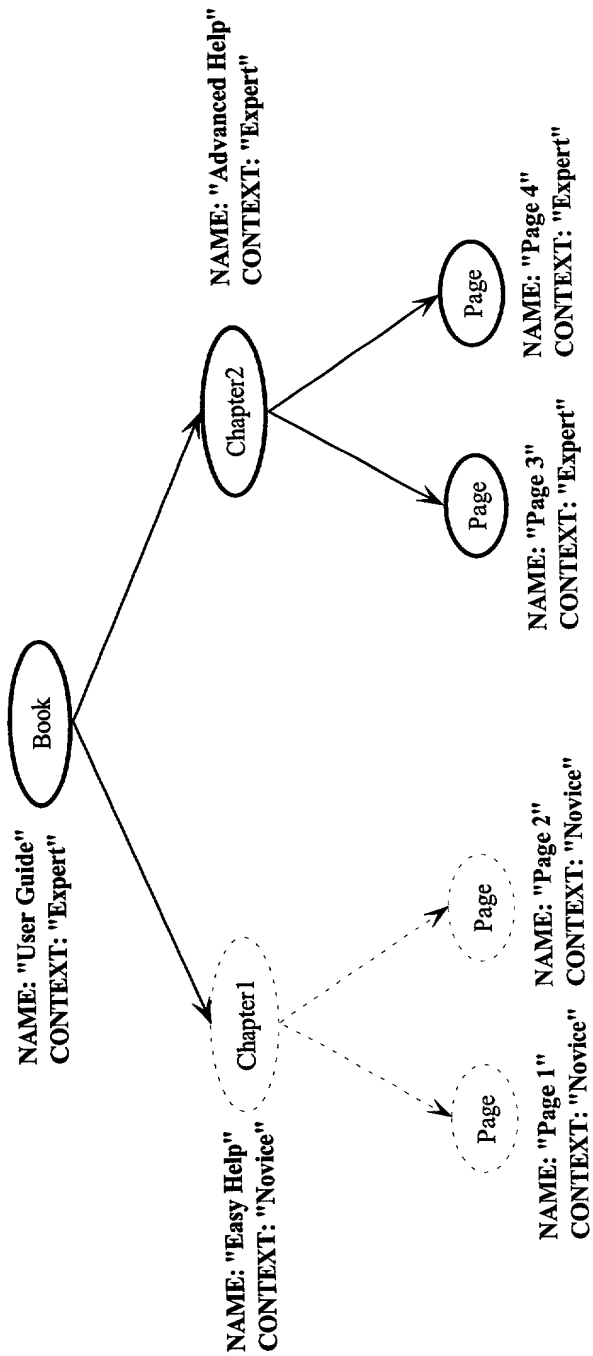 NAME: "User Guide"
CONTEXT: "Expert"
Book
NAME: "Easy Help"
CONTEXT: "Novice"
Chapter1
Chapter2
NAME: "Advanced Help"
CONTEXT: "Expert"
Page
Page
Page
Page
NAME: "Page 1"
CONTEXT: "Novice"
NAME: "Page 2"
CONTEXT: "Novice"
NAME: "Page 3"
CONTEXT: "Expert"
NAME: "Page 4"
CONTEXT: "Expert"